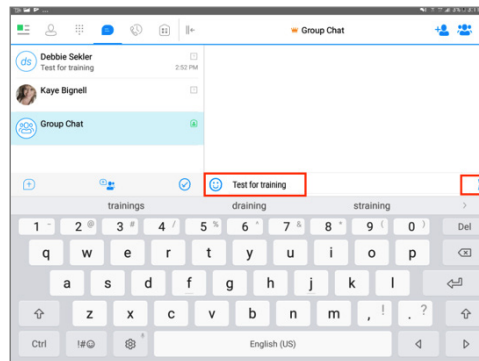 Group Chat
ds
Debbie Sekler
Test for training
2:52 PM
Kaye Bignell
Group Chat
Test for training
trainings draining straining
1 - 2 @ 3 # 4 / 5 % 6 ^ 7 & 8 * 9 ( 0 ) Del
q w e r t y u i o p
a s d f g h j k l
z x c v b n m , ! . ?
Ctrl !#☺ English (US)